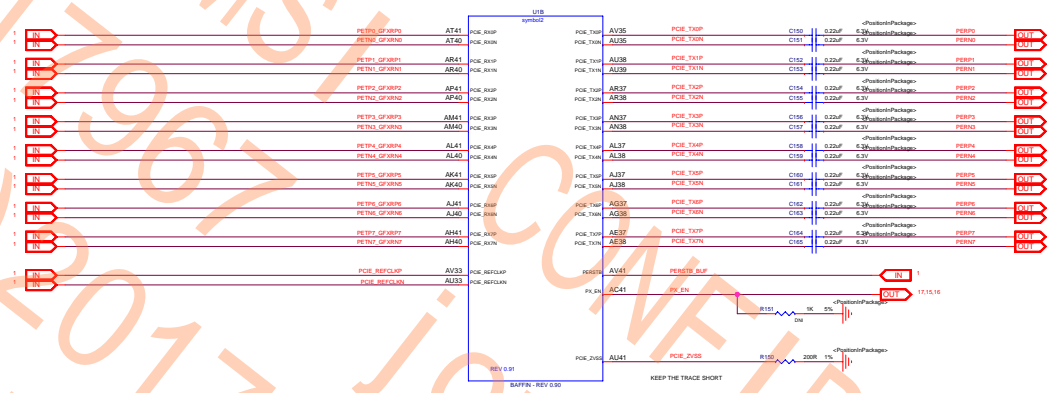 U1B
symbol2
1 IN PETP0_GFXRP0 AT41 PCIE_RX0P PCIE_TX0P AV35 PCIE_TX0P C150 0.22uF 6.3V <PositionInPackage> PERP0 OUT
1 IN PETN0_GFXRN0 AT40 PCIE_RX0N PCIE_TX0N AU35 PCIE_TX0N C151 0.22uF 6.3V PERN0 OUT
1 IN PETP1_GFXRP1 AR41 PCIE_RX1P PCIE_TX1P AU38 PCIE_TX1P C152 0.22uF 6.3V <PositionInPackage> PERP1 OUT
1 IN PETN1_GFXRN1 AR40 PCIE_RX1N PCIE_TX1N AU39 PCIE_TX1N C153 0.22uF 6.3V PERN1 OUT
1 IN PETP2_GFXRP2 AP41 PCIE_RX2P PCIE_TX2P AR37 PCIE_TX2P C154 0.22uF 6.3V <PositionInPackage> PERP2 OUT
1 IN PETN2_GFXRN2 AP40 PCIE_RX2N PCIE_TX2N AR38 PCIE_TX2N C155 0.22uF 6.3V PERN2 OUT
1 IN PETP3_GFXRP3 AM41 PCIE_RX3P PCIE_TX3P AN37 PCIE_TX3P C156 0.22uF 6.3V <PositionInPackage> PERP3 OUT
1 IN PETN3_GFXRN3 AM40 PCIE_RX3N PCIE_TX3N AN38 PCIE_TX3N C157 0.22uF 6.3V PERN3 OUT
1 IN PETP4_GFXRP4 AL41 PCIE_RX4P PCIE_TX4P AL37 PCIE_TX4P C158 0.22uF 6.3V <PositionInPackage> PERP4 OUT
1 IN PETN4_GFXRN4 AL40 PCIE_RX4N PCIE_TX4N AL38 PCIE_TX4N C159 0.22uF 6.3V PERN4 OUT
1 IN PETP5_GFXRP5 AK41 PCIE_RX5P PCIE_TX5P AJ37 PCIE_TX5P C160 0.22uF 6.3V <PositionInPackage> PERP5 OUT
1 IN PETN5_GFXRN5 AK40 PCIE_RX5N PCIE_TX5N AJ38 PCIE_TX5N C161 0.22uF 6.3V PERN5 OUT
1 IN PETP6_GFXRP6 AJ41 PCIE_RX6P PCIE_TX6P AG37 PCIE_TX6P C162 0.22uF 6.3V <PositionInPackage> PERP6 OUT
1 IN PETN6_GFXRN6 AJ40 PCIE_RX6N PCIE_TX6N AG38 PCIE_TX6N C163 0.22uF 6.3V PERN6 OUT
1 IN PETP7_GFXRP7 AH41 PCIE_RX7P PCIE_TX7P AE37 PCIE_TX7P C164 0.22uF 6.3V <PositionInPackage> PERP7 OUT
1 IN PETN7_GFXRN7 AH40 PCIE_RX7N PCIE_TX7N AE38 PCIE_TX7N C165 0.22uF 6.3V PERN7 OUT
1 IN PCIE_REFCLKP AV33 PCIE_REFCLKP PERSTB AV41 PERSTB_BUF IN 1
1 IN PCIE_REFCLKN AU33 PCIE_REFCLKN
PX_EN AC41 PX_EN OUT 17,15,16
R151 1K 5% <PositionInPackage>
DNI
PCIE_ZVSS AU41 PCIE_ZVSS R150 200R 1% <PositionInPackage>
REV 0.91
KEEP THE TRACE SHORT
BAFFIN - REV 0.90